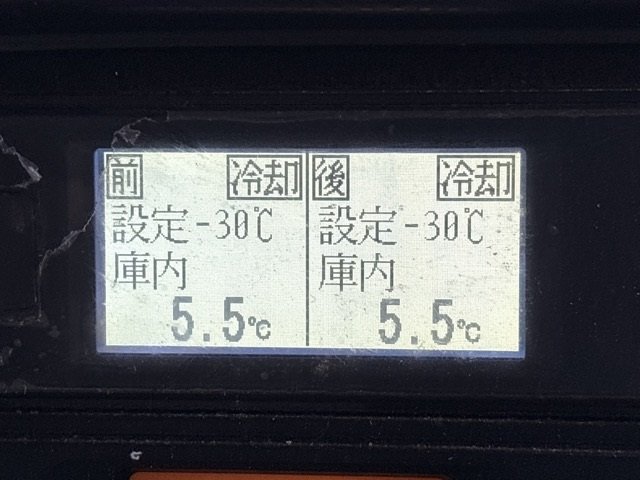 前 冷却
設定 -30℃
庫内
5.5℃
後 冷却
設定 -30℃
庫内
5.5℃